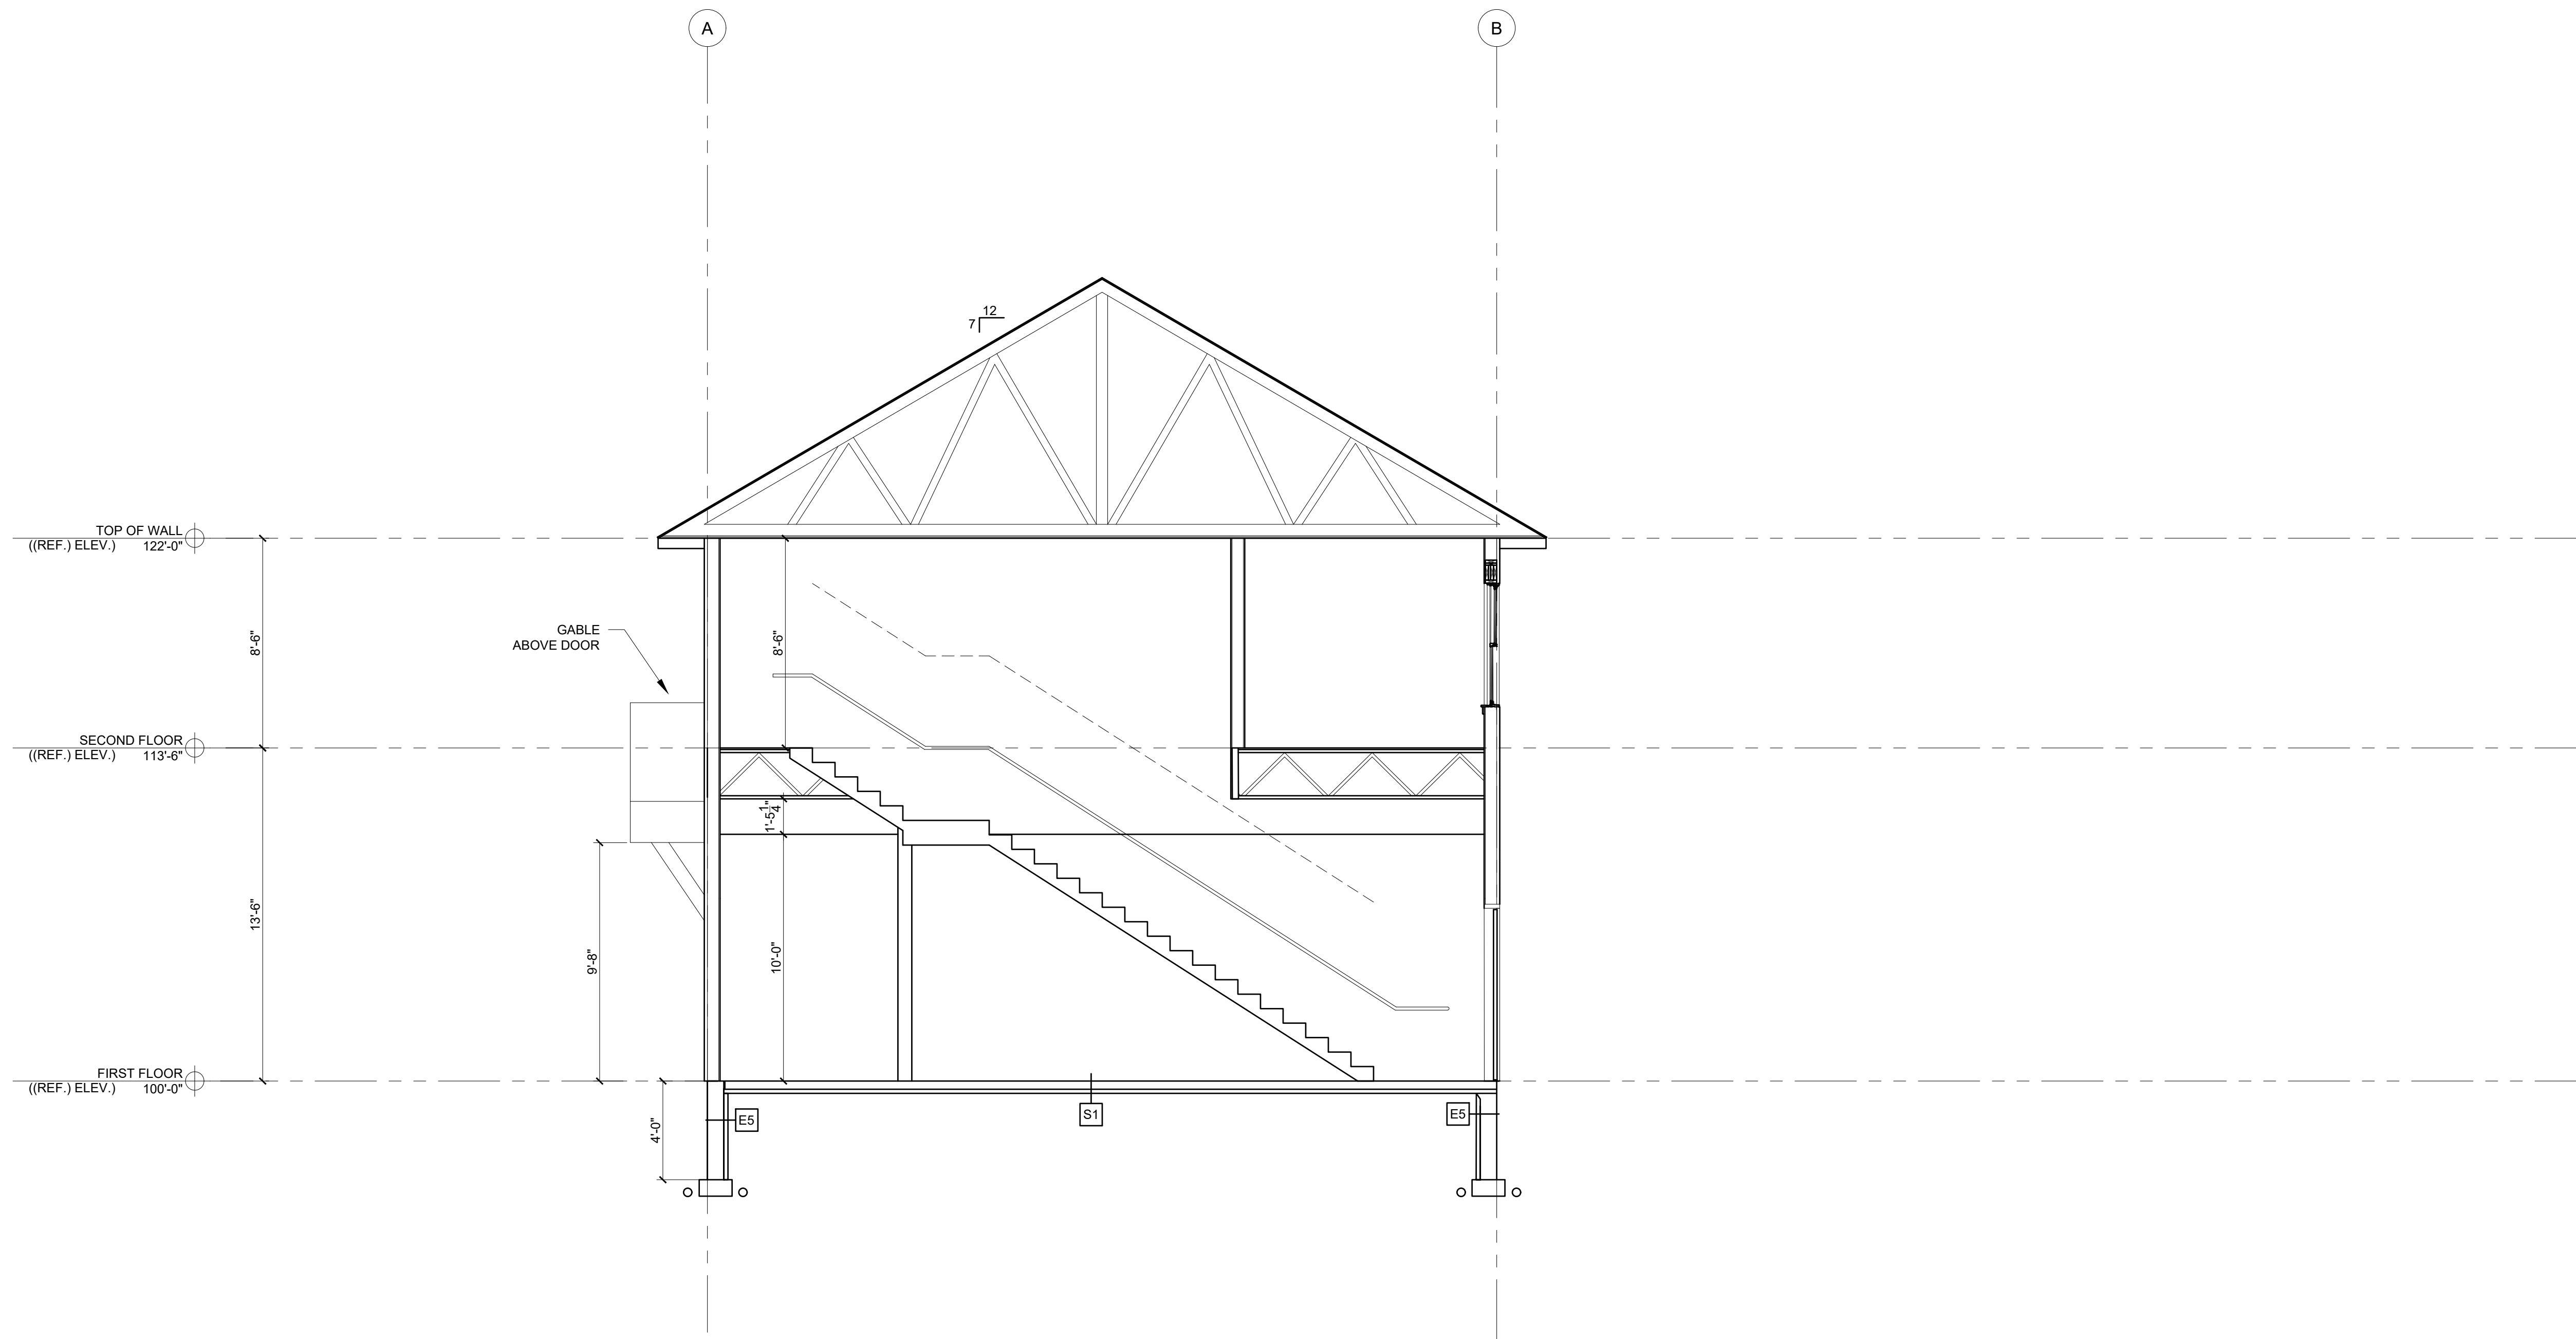 A
B
12
7
TOP OF WALL
((REF.) ELEV.) 122'-0"
8'-6"
8'-6"
GABLE
ABOVE DOOR
SECOND FLOOR
((REF.) ELEV.) 113'-6"
1'-5 1/4"
13'-6"
9'-8"
10'-0"
FIRST FLOOR
((REF.) ELEV.) 100'-0"
4'-0"
E5
S1
E5